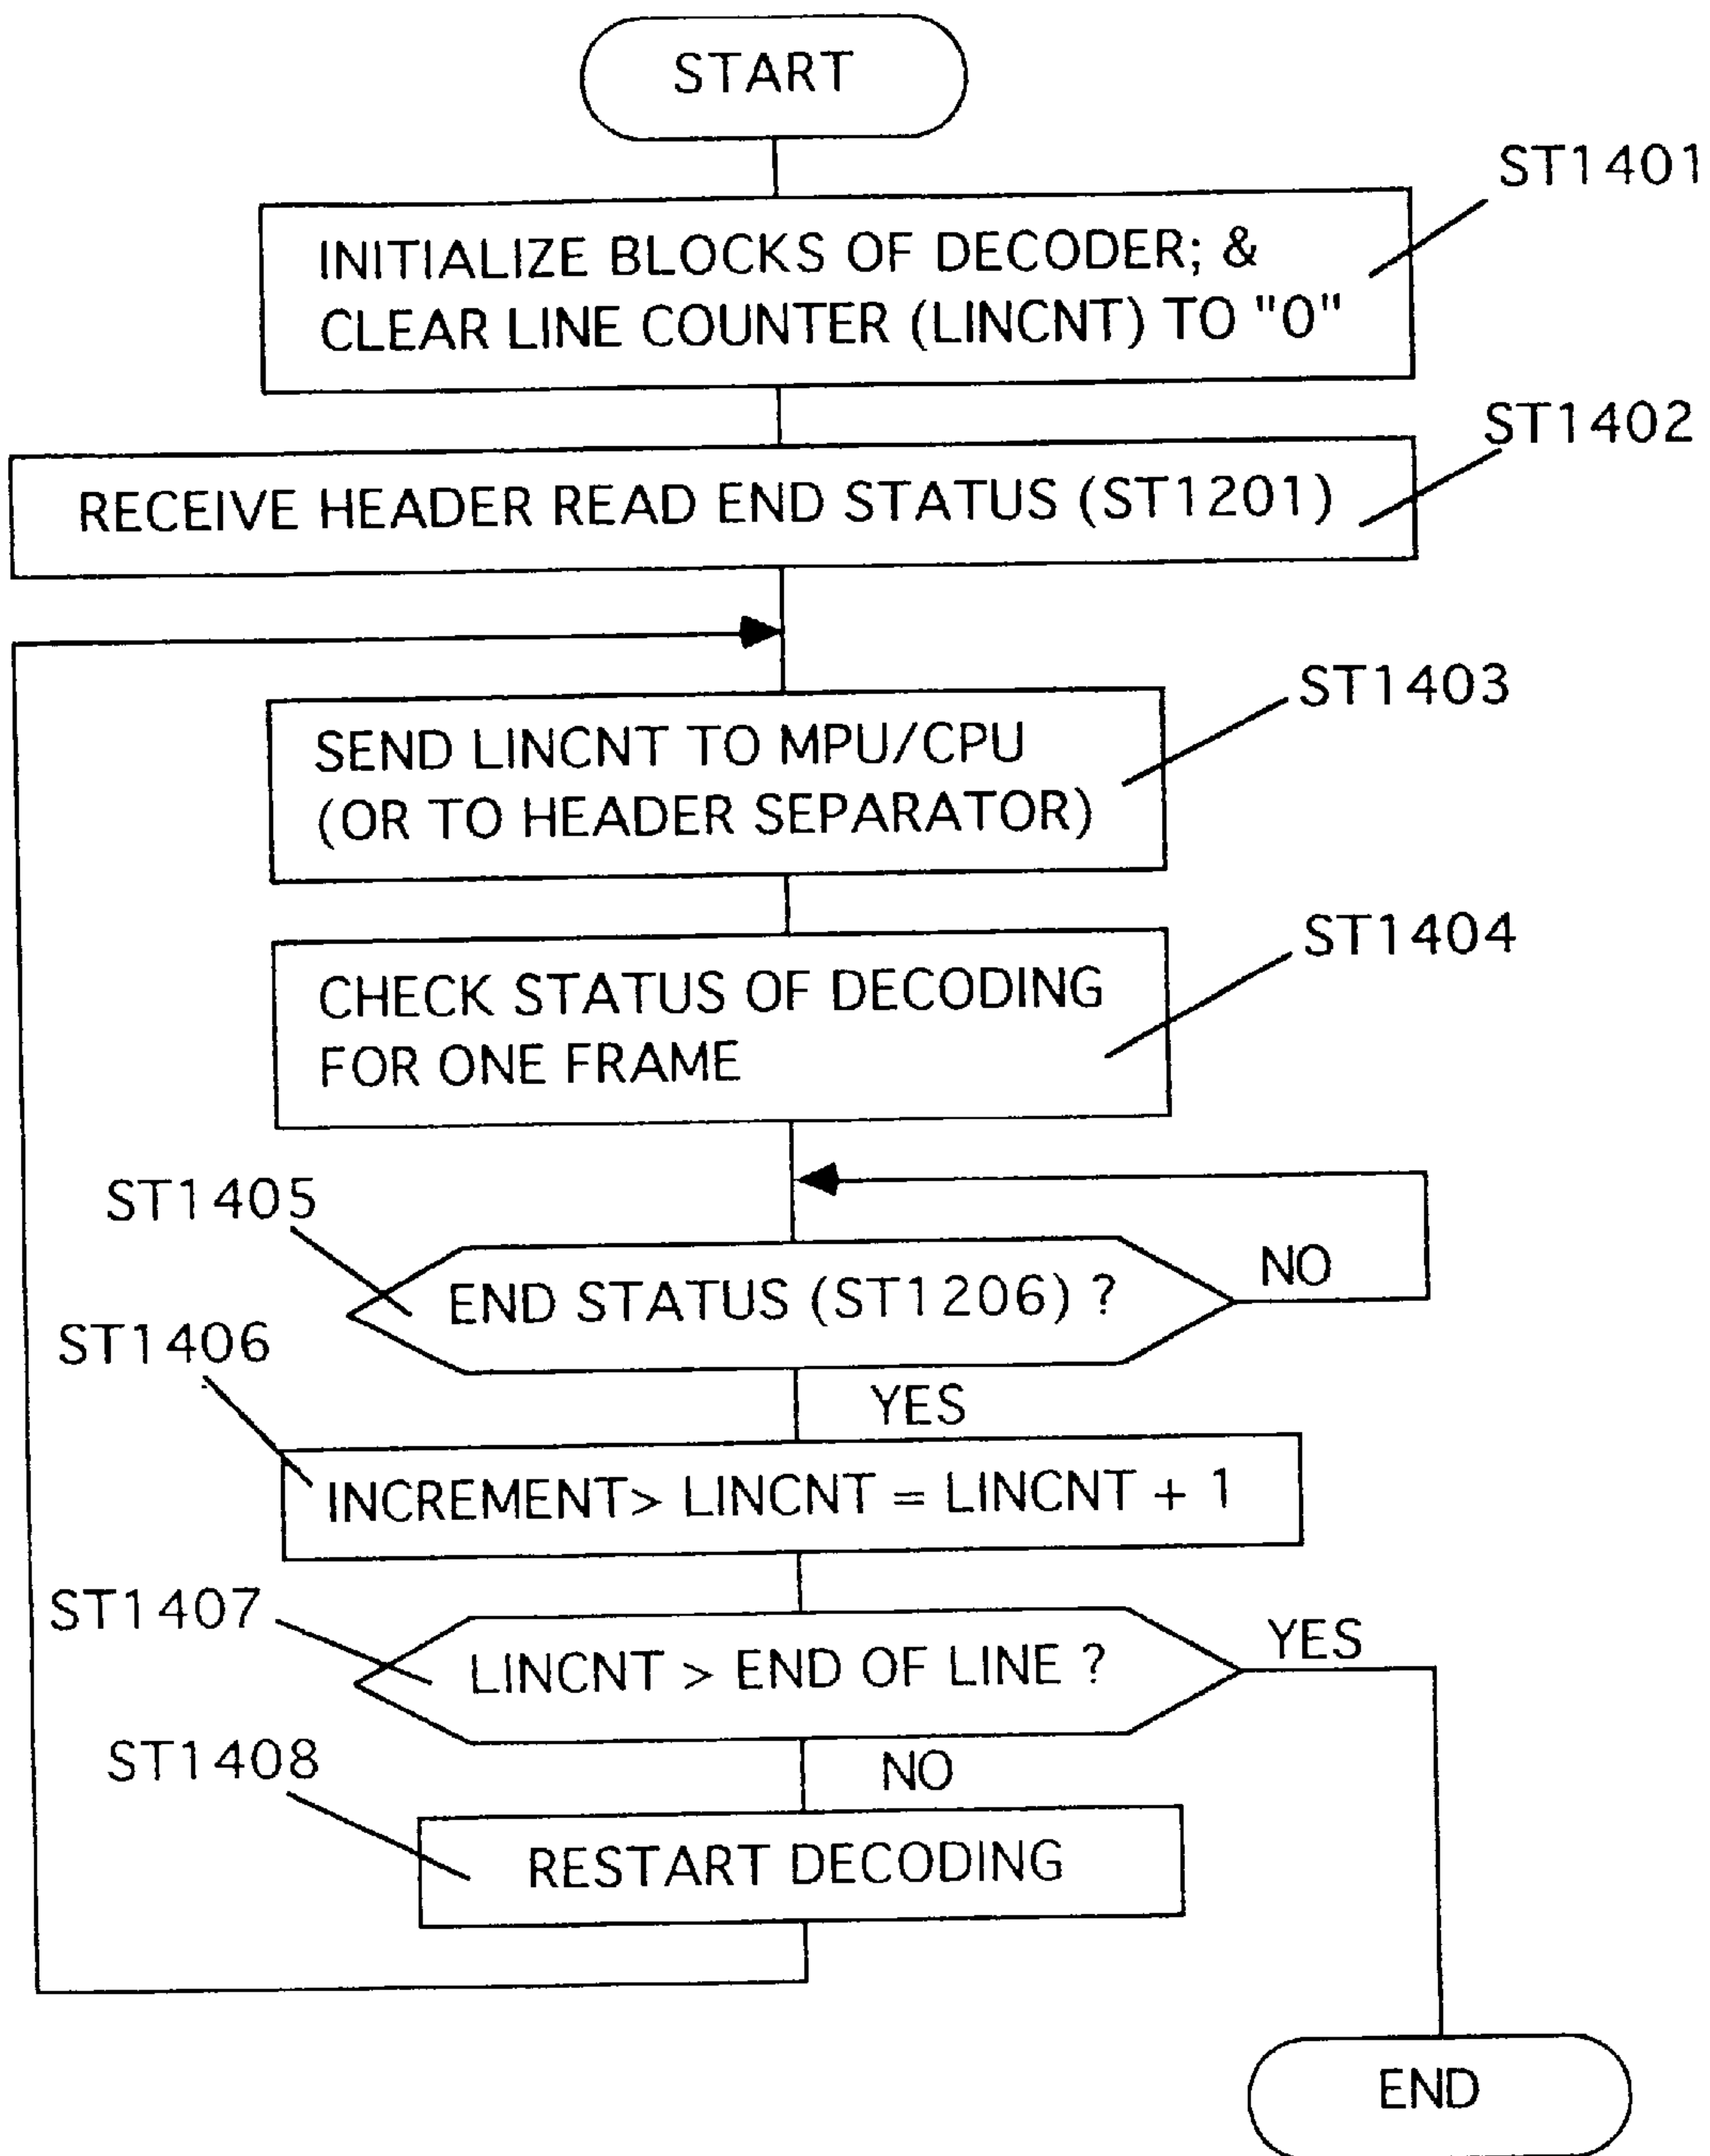 START
ST1401
INITIALIZE BLOCKS OF DECODER; &
CLEAR LINE COUNTER (LINCNT) TO "0"
ST1402
RECEIVE HEADER READ END STATUS (ST1201)
ST1403
SEND LINCNT TO MPU/CPU
(OR TO HEADER SEPARATOR)
ST1404
CHECK STATUS OF DECODING
FOR ONE FRAME
ST1405
END STATUS (ST1206) ?
NO
ST1406
YES
INCREMENT> LINCNT = LINCNT + 1
ST1407
LINCNT > END OF LINE ?
YES
ST1408
NO
RESTART DECODING
END